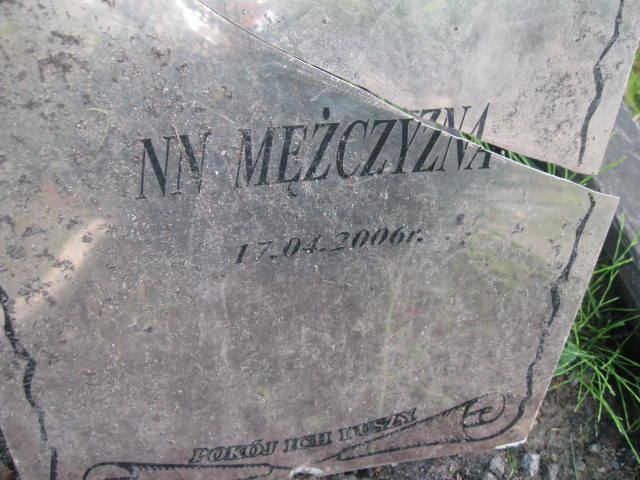 NN MĘŻCZYZNA
17.04.2006r.
POKÓJ ICH DUSZY